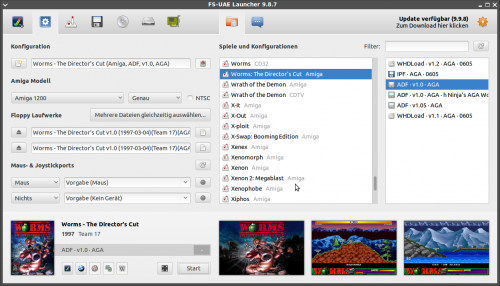 FS-UAE Launcher 9.8.7
Update verfügbar (9.9.8)
Zum Download hier klicken
Konfiguration
Worms - The Director's Cut (Amiga, ADF, v1.0, AGA)
Amiga Modell
Amiga 1200
Genau
NTSC
Floppy Laufwerke
Mehrere Dateien gleichzeitig auswählen...
Worms - The Director's Cut v1.0 (1997-03-04)(Team 17)(AG
Worms - The Director's Cut v1.0 (1997-03-04)(Team 17)(AG
Maus- & Joystickports
Maus
Vorgabe (Maus)
Nichts
Vorgabe (Kein Gerät)
Spiele und Konfigurationen
Filter:
Worms CD32
Worms: The Director's Cut Amiga
Wrath of the Demon Amiga
Wrath of the Demon CDTV
X-It Amiga
X-Out Amiga
X-ploit Amiga
X-Swap: Booming Edition Amiga
Xenex Amiga
Xenomorph Amiga
Xenon Amiga
Xenon 2: Megablast Amiga
Xenophobe Amiga
Xiphos Amiga
WHDLoad - v1.2 - AGA - 0605
IPF - AGA - 0605
ADF - v1.0 - AGA
ADF - v1.0 - AGA - h Ninja's AGA W
ADF - v1.05 - AGA
WHDLoad - v1.1 - AGA - 0605
WORMS
Worms - The Director's Cut
1997 Team 17
ADF - v1.0 - AGA
W
Start
WORMS